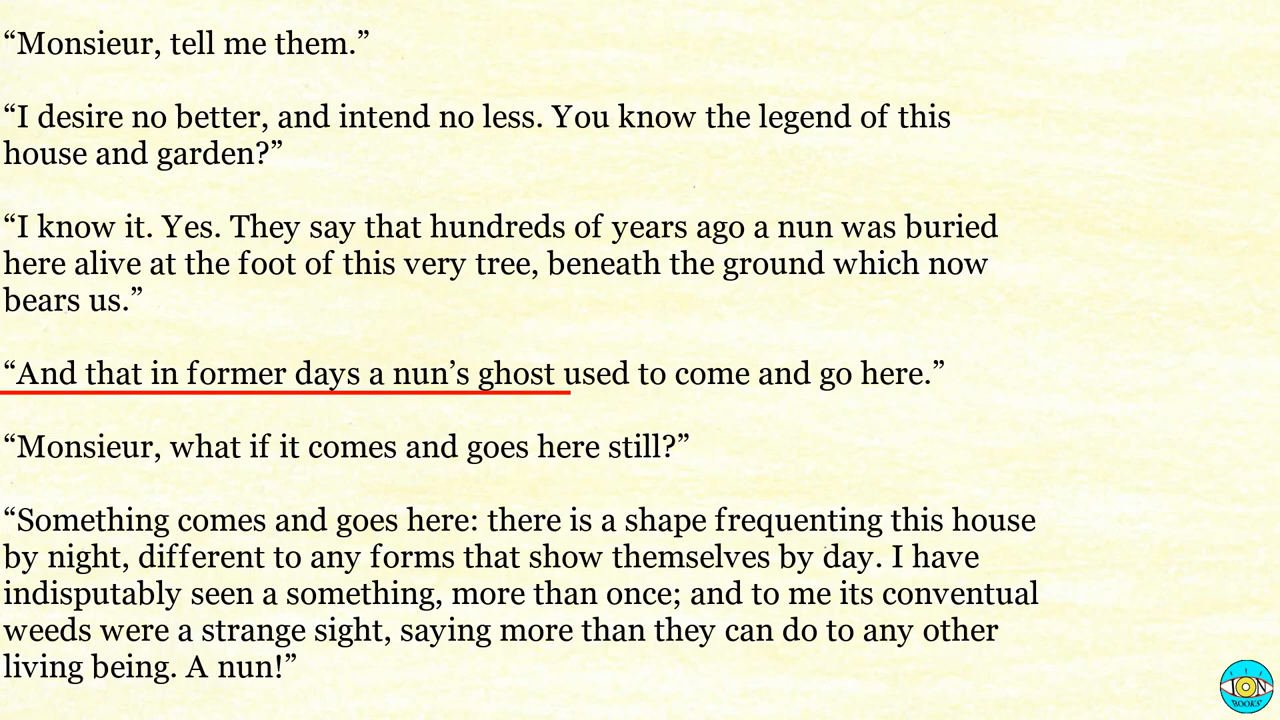 “Monsieur, tell me them.”
“I desire no better, and intend no less. You know the legend of this
house and garden?”
“I know it. Yes. They say that hundreds of years ago a nun was buried
here alive at the foot of this very tree, beneath the ground which now
bears us.”
“And that in former days a nun’s ghost used to come and go here.”
“Monsieur, what if it comes and goes here still?”
“Something comes and goes here: there is a shape frequenting this house
by night, different to any forms that show themselves by day. I have
indisputably seen a something, more than once; and to me its conventual
weeds were a strange sight, saying more than they can do to any other
living being. A nun!”
ION
BOOKS